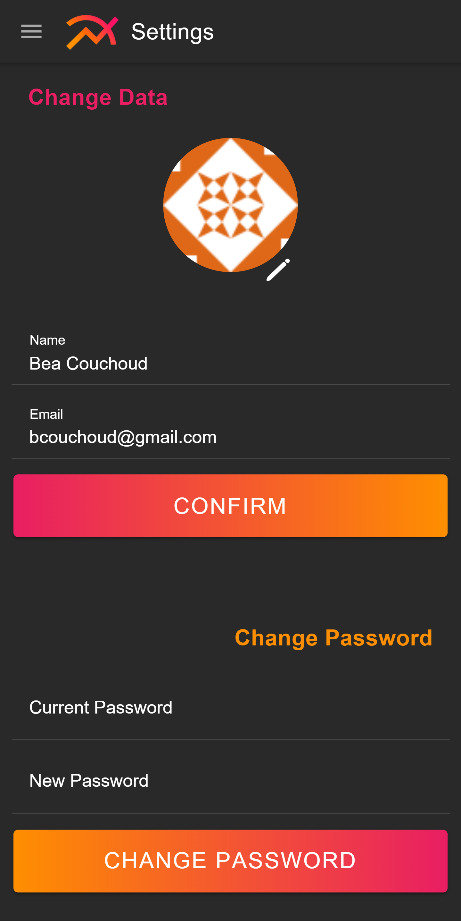 Settings
Change Data
Name
Bea Couchoud
Email
bcouchoud@gmail.com
CONFIRM
Change Password
Current Password
New Password
CHANGE PASSWORD